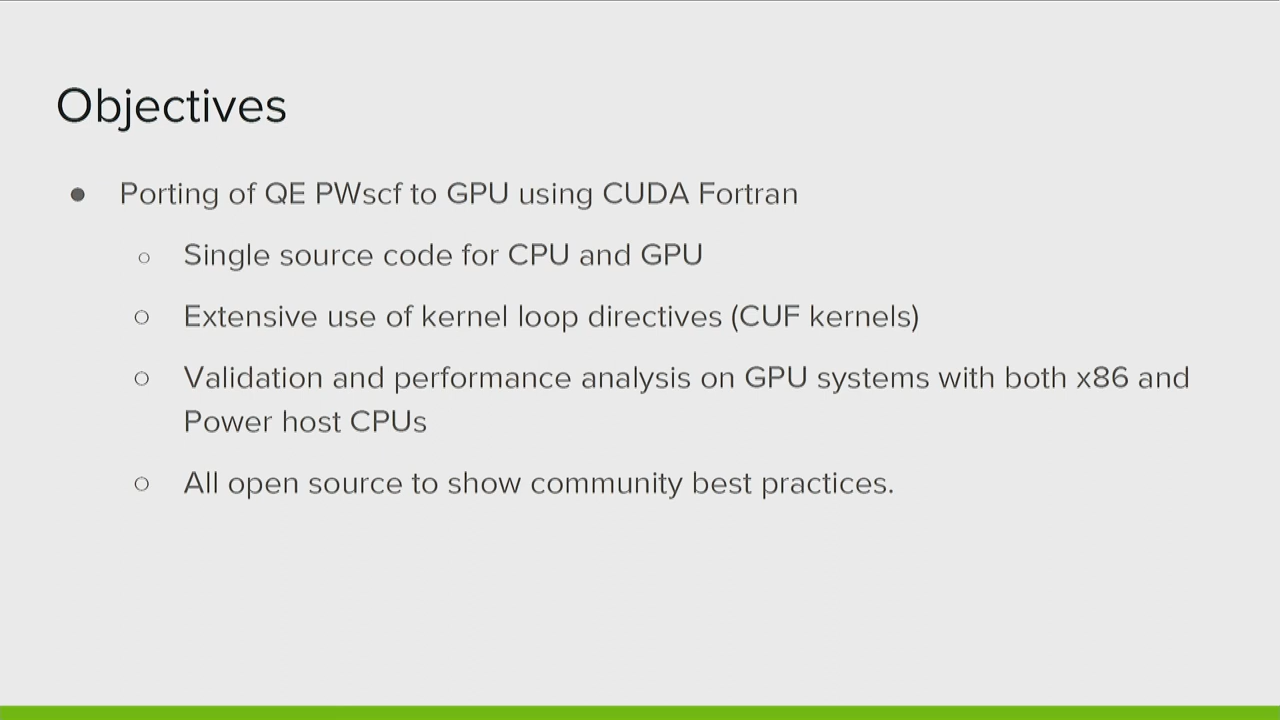 Objectives
Porting of QE PWscf to GPU using CUDA Fortran
Single source code for CPU and GPU
Extensive use of kernel loop directives (CUF kernels)
Validation and performance analysis on GPU systems with both x86 and
Power host CPUs
All open source to show community best practices.